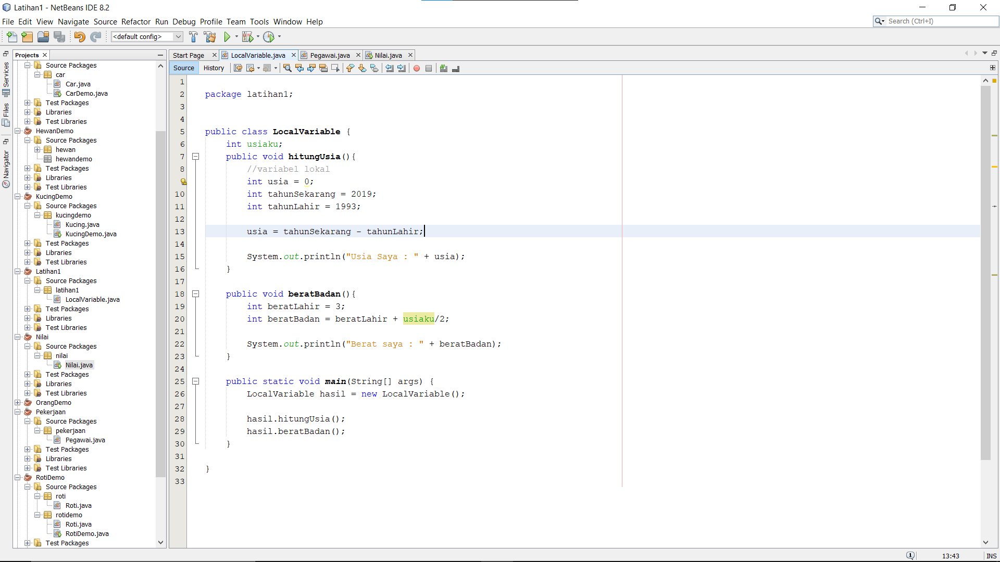 Latihan1 - NetBeans IDE 8.2
File Edit View Navigate Source Refactor Run Debug Profile Team Tools Window Help
Search (Ctrl+I)
<default config>
Projects
Services
Files
Navigator
Source Packages
car
Car.java
CarDemo.java
Test Packages
Libraries
Test Libraries
HewanDemo
Source Packages
hewan
hewandemo
Test Packages
Libraries
Test Libraries
KucingDemo
Source Packages
kucingdemo
Kucing.java
KucingDemo.java
Test Packages
Libraries
Test Libraries
Latihan1
Source Packages
latihan1
LocalVariable.java
Test Packages
Libraries
Test Libraries
Nilai
Source Packages
nilai
Nilai.java
Test Packages
Libraries
Test Libraries
OrangDemo
Pekerjaan
Source Packages
pekerjaan
Pegawai.java
Test Packages
Libraries
Test Libraries
RotiDemo
Source Packages
roti
Roti.java
rotidemo
Roti.java
RotiDemo.java
Test Packages
Start Page LocalVariable.java Pegawai.java Nilai.java
Source History
1
2 package latihan1;
3
4
5 public class LocalVariable {
6 int usiaku;
7 public void hitungUsia(){
8 //variabel lokal
int usia = 0;
10 int tahunSekarang = 2019;
11 int tahunLahir = 1993;
12
13 usia = tahunSekarang - tahunLahir;
14
15 System.out.println("Usia Saya : " + usia);
16 }
17
18 public void beratBadan(){
19 int beratLahir = 3;
20 int beratBadan = beratLahir + usiaku/2;
21
22 System.out.println("Berat saya : " + beratBadan);
23 }
24
25 public static void main(String[] args) {
26 LocalVariable hasil = new LocalVariable();
27
28 hasil.hitungUsia();
29 hasil.beratBadan();
30 }
31
32 }
33
1 13:43 INS